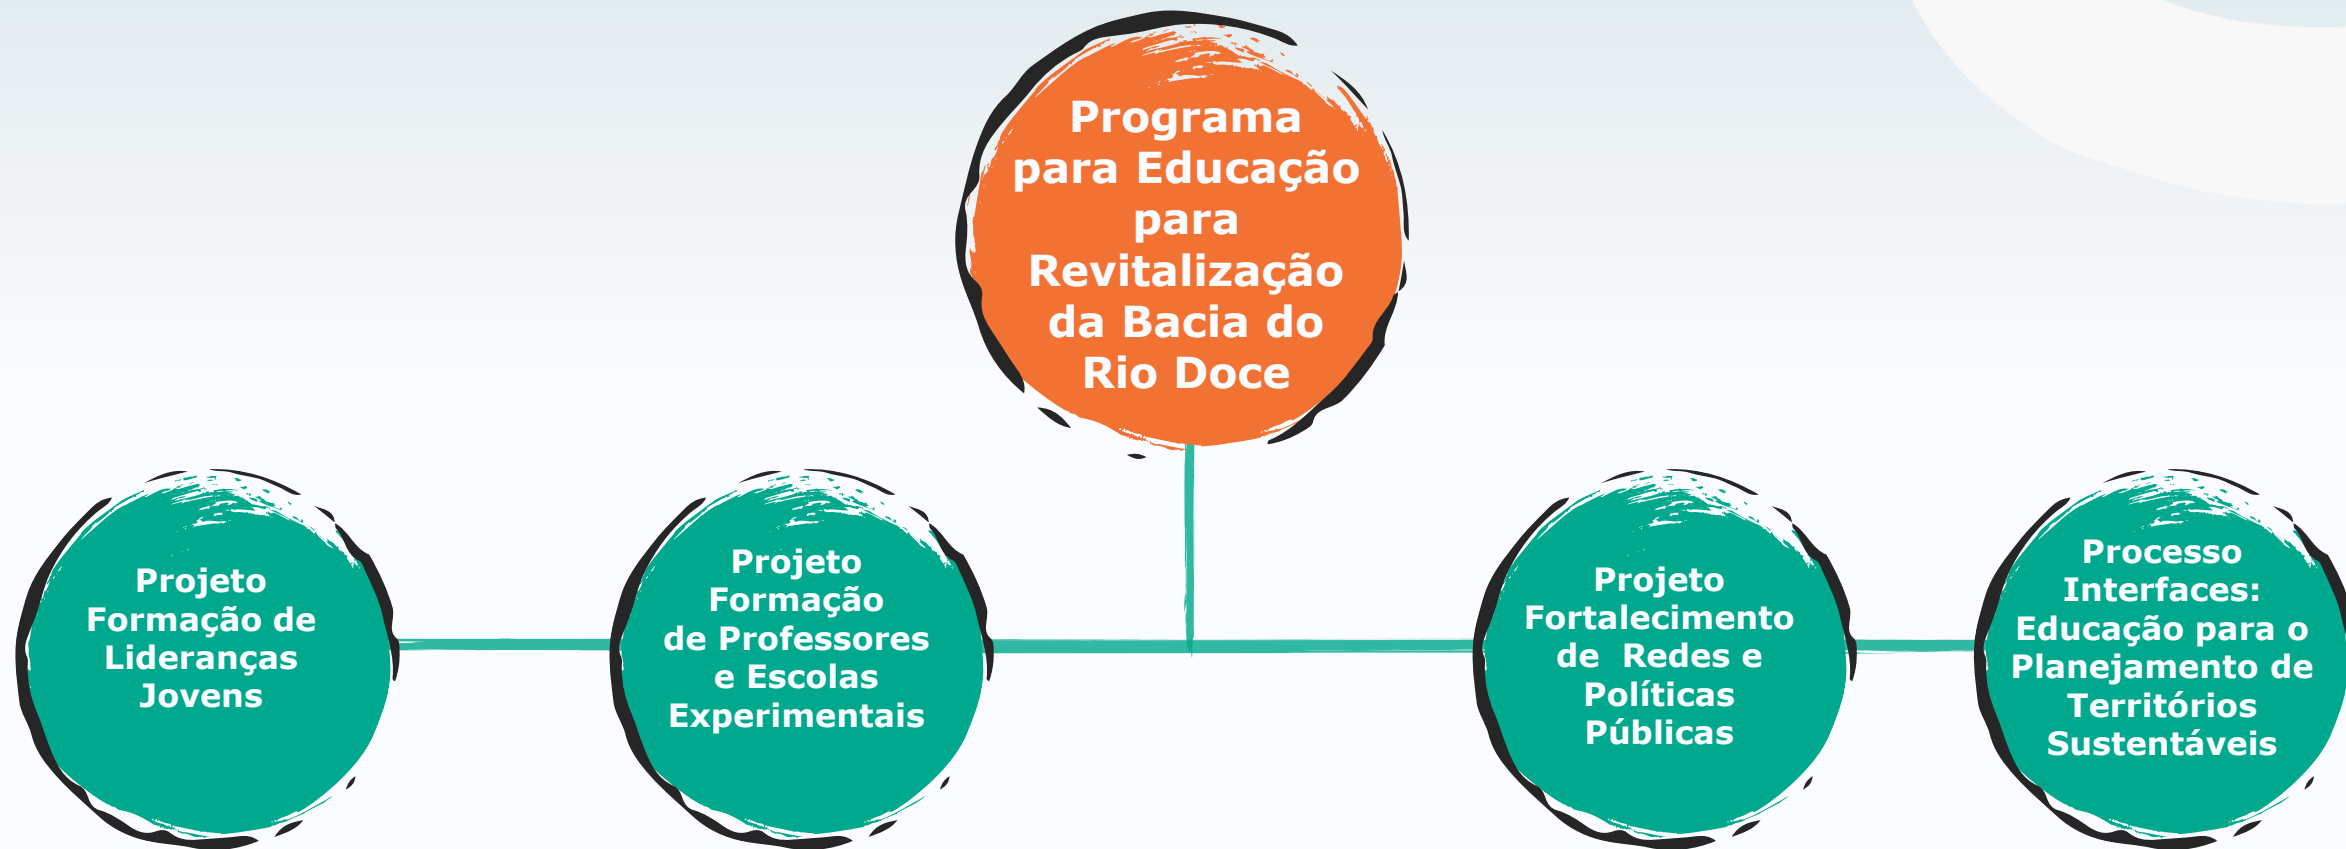 Programa
para Educação
para
Revitalização
da Bacia do
Rio Doce
Projeto
Formação de
Lideranças
Jovens
Projeto
Formação
de Professores
e Escolas
Experimentais
Projeto
Fortalecimento
de  Redes e
Políticas
Públicas
Processo
Interfaces:
Educação para o
Planejamento de
Territórios
Sustentáveis